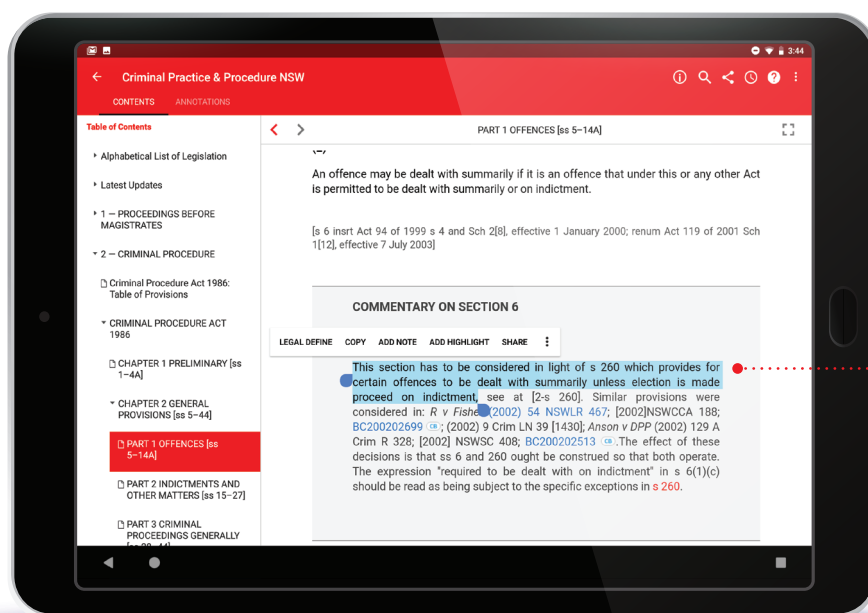 3:44
Criminal Practice & Procedure NSW
CONTENTS ANNOTATIONS
Table of Contents
Alphabetical List of Legislation
Latest Updates
1 — PROCEEDINGS BEFORE
MAGISTRATES
2 — CRIMINAL PROCEDURE
Criminal Procedure Act 1986:
Table of Provisions
CRIMINAL PROCEDURE ACT
1986
CHAPTER 1 PRELIMINARY [ss
1–4A]
CHAPTER 2 GENERAL
PROVISIONS [ss 5–44]
PART 1 OFFENCES [ss
5–14A]
PART 2 INDICTMENTS AND
OTHER MATTERS [ss 15–27]
PART 3 CRIMINAL
PROCEEDINGS GENERALLY
PART 1 OFFENCES [ss 5–14A]
An offence may be dealt with summarily if it is an offence that under this or any other Act
is permitted to be dealt with summarily or on indictment.
[s 6 insrt Act 94 of 1999 s 4 and Sch 2[8], effective 1 January 2000; renum Act 119 of 2001 Sch
1[12], effective 7 July 2003]
COMMENTARY ON SECTION 6
LEGAL DEFINE COPY ADD NOTE ADD HIGHLIGHT SHARE
This section has to be considered in light of s 260 which provides for
certain offences to be dealt with summarily unless election is made
proceed on indictment, see at [2-s 260]. Similar provisions were
considered in: R v Fishe (2002) 54 NSWLR 467; [2002]NSWCCA 188;
BC200202699 CB ; (2002) 9 Crim LN 39 [1430]; Anson v DPP (2002) 129 A
Crim R 328; [2002] NSWSC 408; BC200202513 CB .The effect of these
decisions is that ss 6 and 260 ought be construed so that both operate.
The expression "required to be dealt with on indictment" in s 6(1)(c)
should be read as being subject to the specific exceptions in s 260.